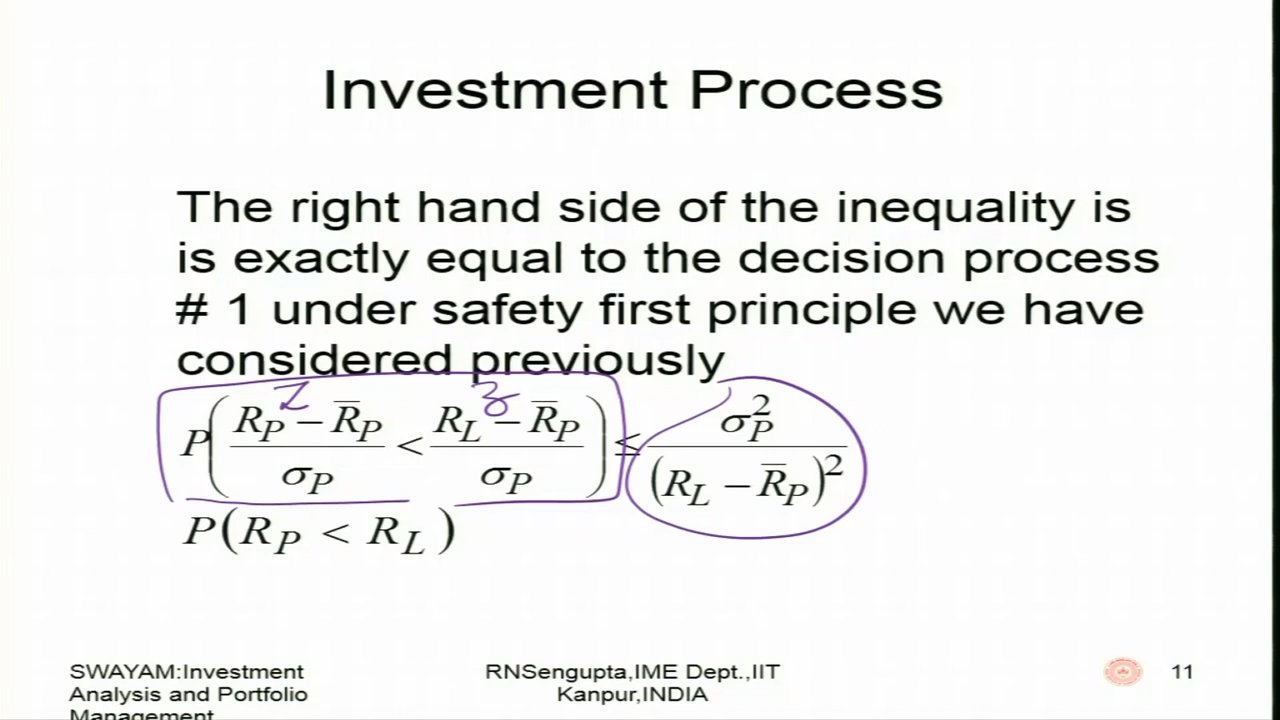 Investment Process
The right hand side of the inequality is
is exactly equal to the decision process
# 1 under safety first principle we have
considered previously
Z z
P( (R_P − R̄_P)/σ_P < (R_L − R̄_P)/σ_P ) ≤ σ_P²/(R_L − R̄_P)²
P(R_P < R_L)
SWAYAM:Investment
Analysis and Portfolio
Management
RNSengupta,IME Dept.,IIT
Kanpur,INDIA
11